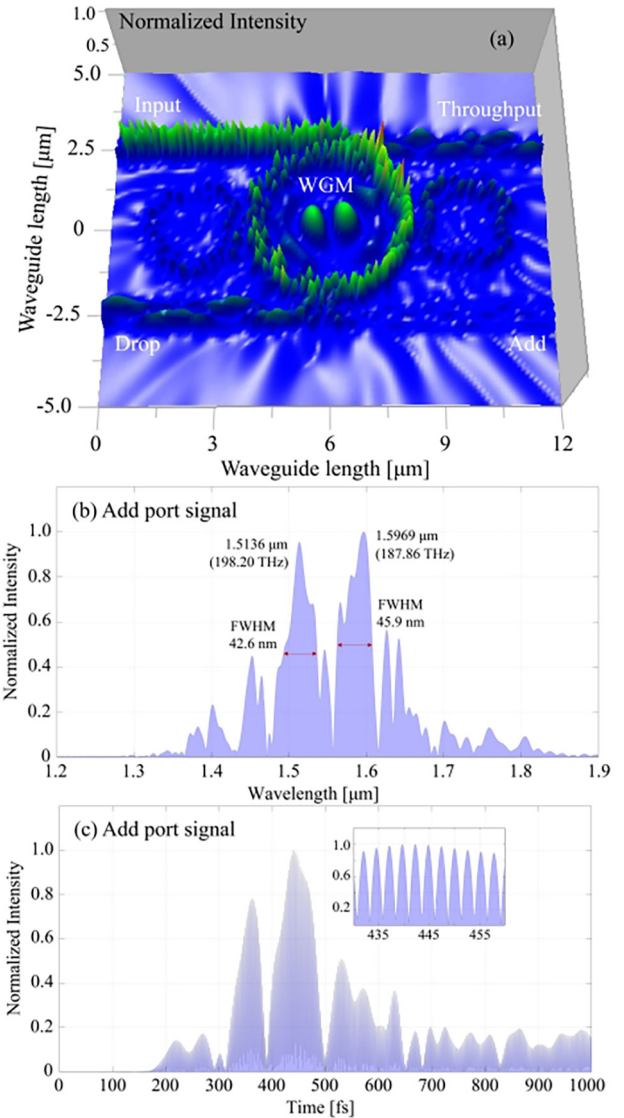 1.0
Normalized Intensity
(a)
0.5
5.0
Input
Throughput
2.5
WGM
0
-2.5
Drop
Add
-5.0
Waveguide length [μm]
0 3 6 9 12
Waveguide length [μm]
(b) Add port signal
1.0
1.5136 μm
(198.20 THz)
1.5969 μm
(187.86 THz)
0.8
0.6
FWHM
42.6 nm
FWHM
45.9 nm
0.4
0.2
0
Normalized Intensity
1.2 1.3 1.4 1.5 1.6 1.7 1.8 1.9
Wavelength [μm]
(c) Add port signal
1.0
0.8
0.6
0.4
0.2
0
Normalized Intensity
1.0
0.6
0.2
435 445 455
0 100 200 300 400 500 600 700 800 900 1000
Time [fs]